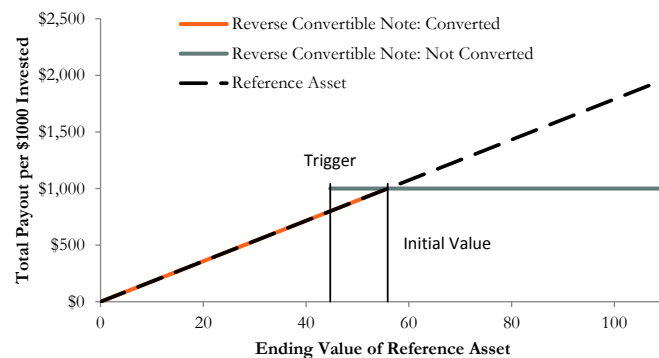 $2,500
Reverse Convertible Note: Converted
Reverse Convertible Note: Not Converted
Reference Asset
$2,000
$1,500
$1,000
$500
$0
Total Payout per $1000 Invested
Trigger
Initial Value
0
20
40
60
80
100
Ending Value of Reference Asset